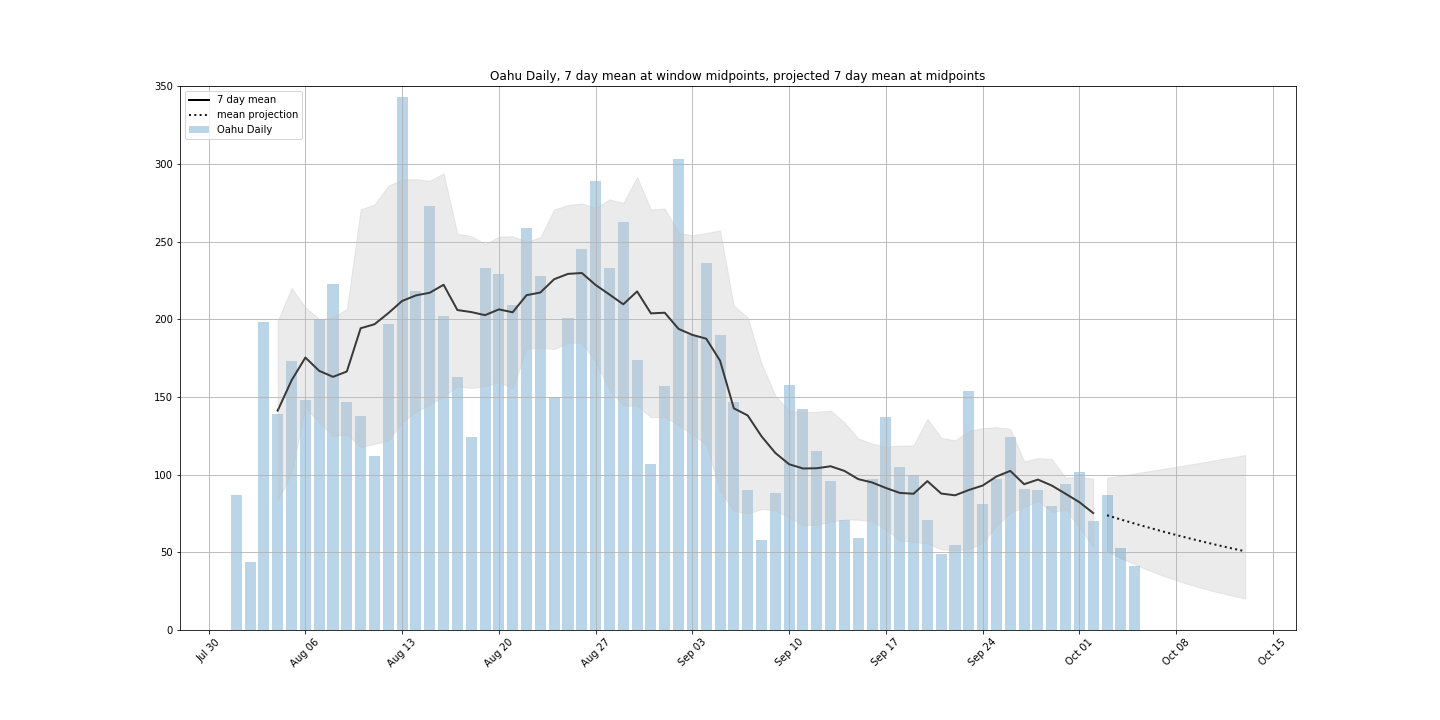 Oahu Daily, 7 day mean at window midpoints, projected 7 day mean at midpoints
350
300
250
200
150
100
50
0
7 day mean
mean projection
Oahu Daily
Jul 30
Aug 06
Aug 13
Aug 20
Aug 27
Sep 03
Sep 10
Sep 17
Sep 24
Oct 01
Oct 08
Oct 15